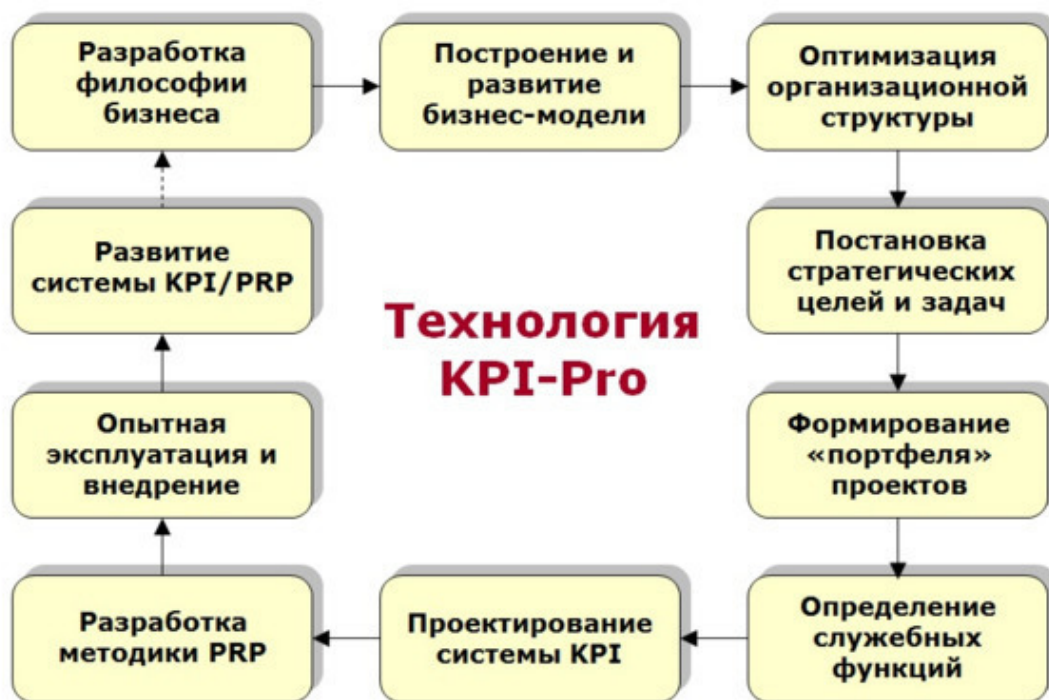 Разработка
философии
бизнеса
Построение и
развитие
бизнес-модели
Оптимизация
организационной
структуры
Постановка
стратегических
целей и задач
Формирование
«портфеля»
проектов
Определение
служебных
функций
Проектирование
системы KPI
Разработка
методики PRP
Опытная
эксплуатация и
внедрение
Развитие
системы KPI/PRP
Технология
KPI-Pro